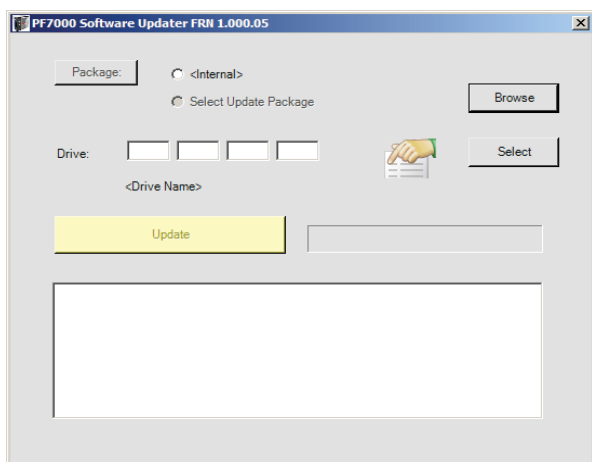 PF7000 Software Updater FRN 1.000.05
Package:
<Internal>
Select Update Package
Browse
Drive:
Select
<Drive Name>
Update